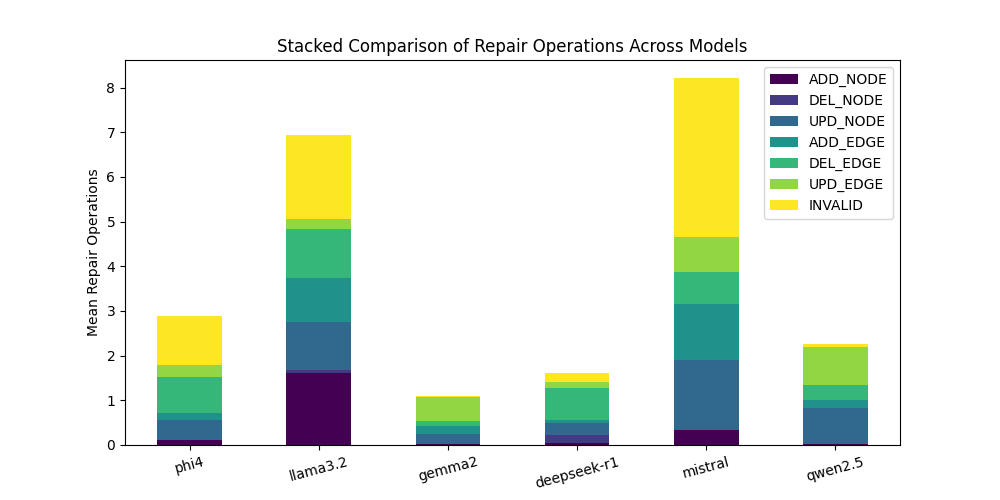 Stacked Comparison of Repair Operations Across Models
Mean Repair Operations
8
7
6
5
4
3
2
1
0
ADD_NODE
DEL_NODE
UPD_NODE
ADD_EDGE
DEL_EDGE
UPD_EDGE
INVALID
phi4
llama3.2
gemma2
deepseek-r1
mistral
qwen2.5